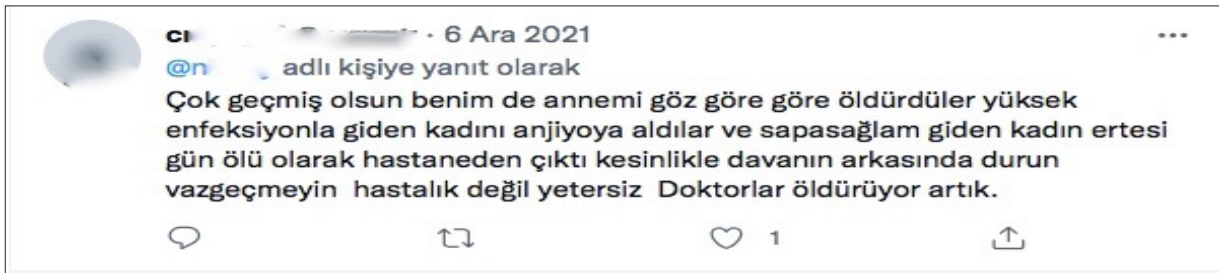 · 6 Ara 2021
adlı kişiye yanıt olarak
Çok geçmiş olsun benim de annemi göz göre göre öldürdüler yüksek
enfeksiyonla giden kadını anjiyoya aldılar ve sapasağlam giden kadın ertesi
gün ölü olarak hastaneden çıktı kesinlikle davanın arkasında durun
vazgeçmeyin  hastalık değil yetersiz  Doktorlar öldürüyor artık.
1